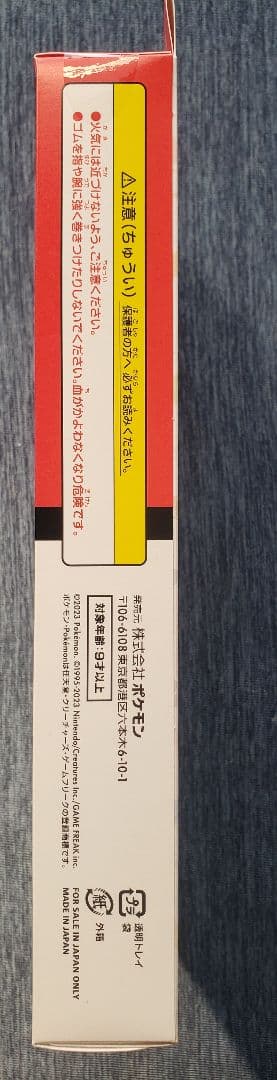 ⚠注意(ちゅうい) 保護者の方へ 必ずお読みください。
●火気には近づけないよう、ご注意ください。
●ゴムを指や腕に強く巻きつけたりしないでください。血がかよわなくなり危険です。
発売元 株式会社 ポケモン
〒106-6108 東京都港区六本木6-10-1
対象年齢:9才以上
©2023 Pokémon. ©1995-2023 Nintendo/Creatures Inc./GAME FREAK inc.
ポケモン・Pokémonは任天堂・クリーチャーズ・ゲームフリークの登録商標です。
プラ
透明トレイ
袋
紙
外箱
FOR SALE IN JAPAN ONLY
MADE IN JAPAN